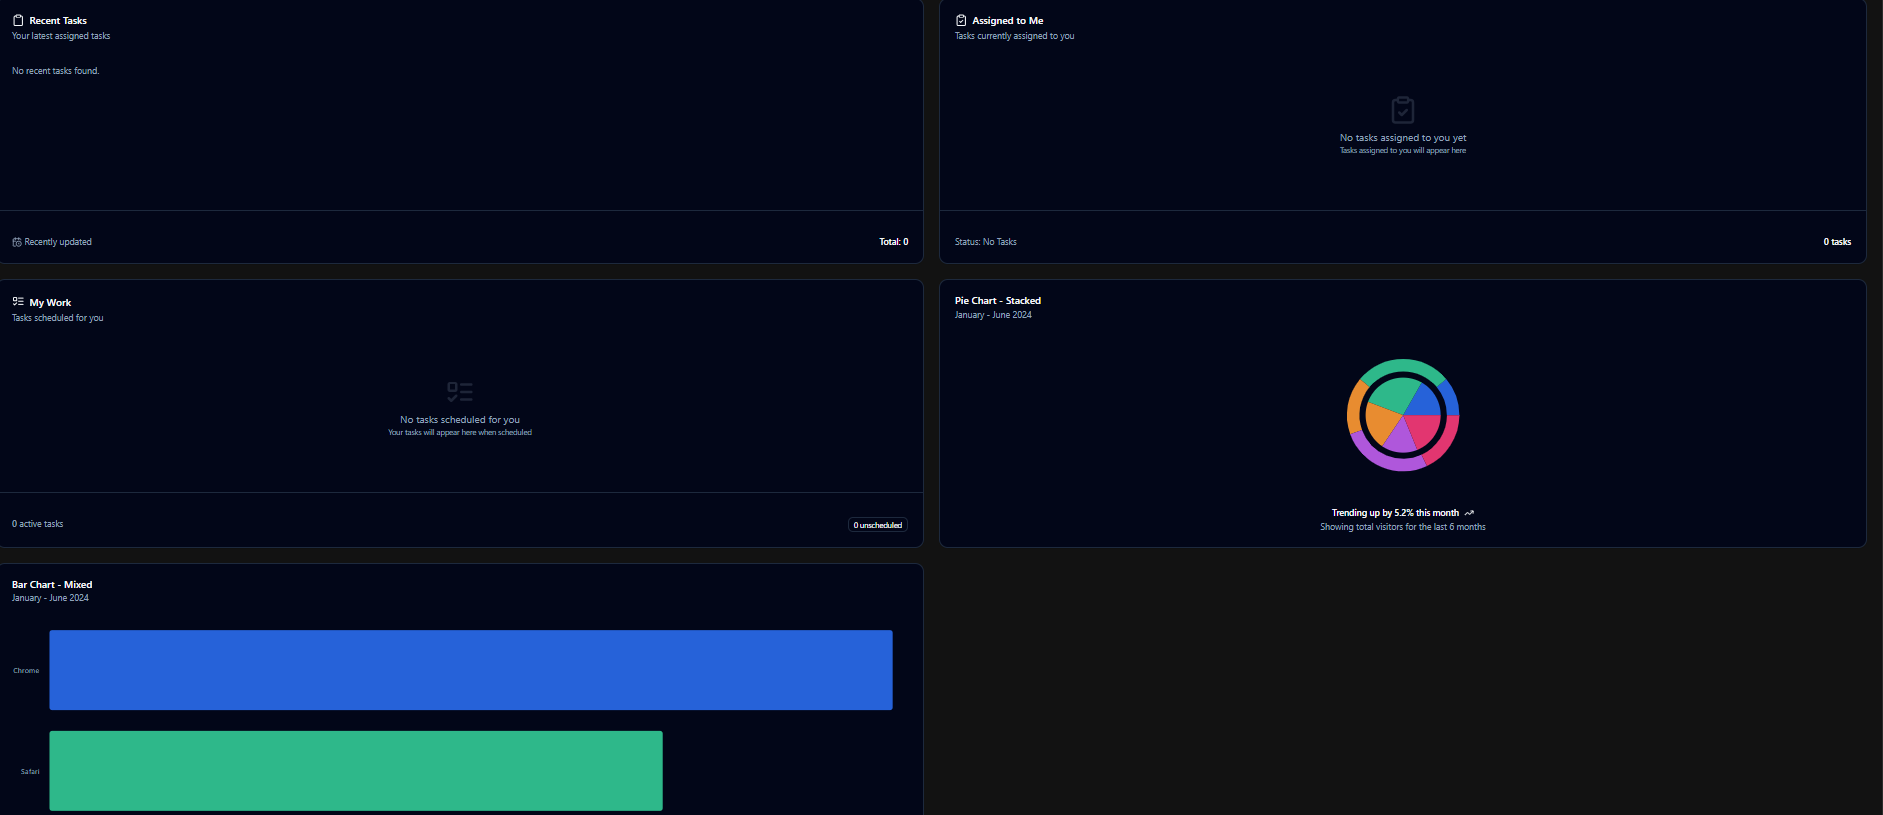 Recent Tasks
Your latest assigned tasks
No recent tasks found.
Recently updated
Total: 0
Assigned to Me
Tasks currently assigned to you
No tasks assigned to you yet
Tasks assigned to you will appear here
Status: No Tasks
0 tasks
My Work
Tasks scheduled for you
No tasks scheduled for you
Your tasks will appear here when scheduled
0 active tasks
0 unscheduled
Pie Chart - Stacked
January - June 2024
Trending up by 5.2% this month
Showing total visitors for the last 6 months
Bar Chart - Mixed
January - June 2024
Chrome
Safari